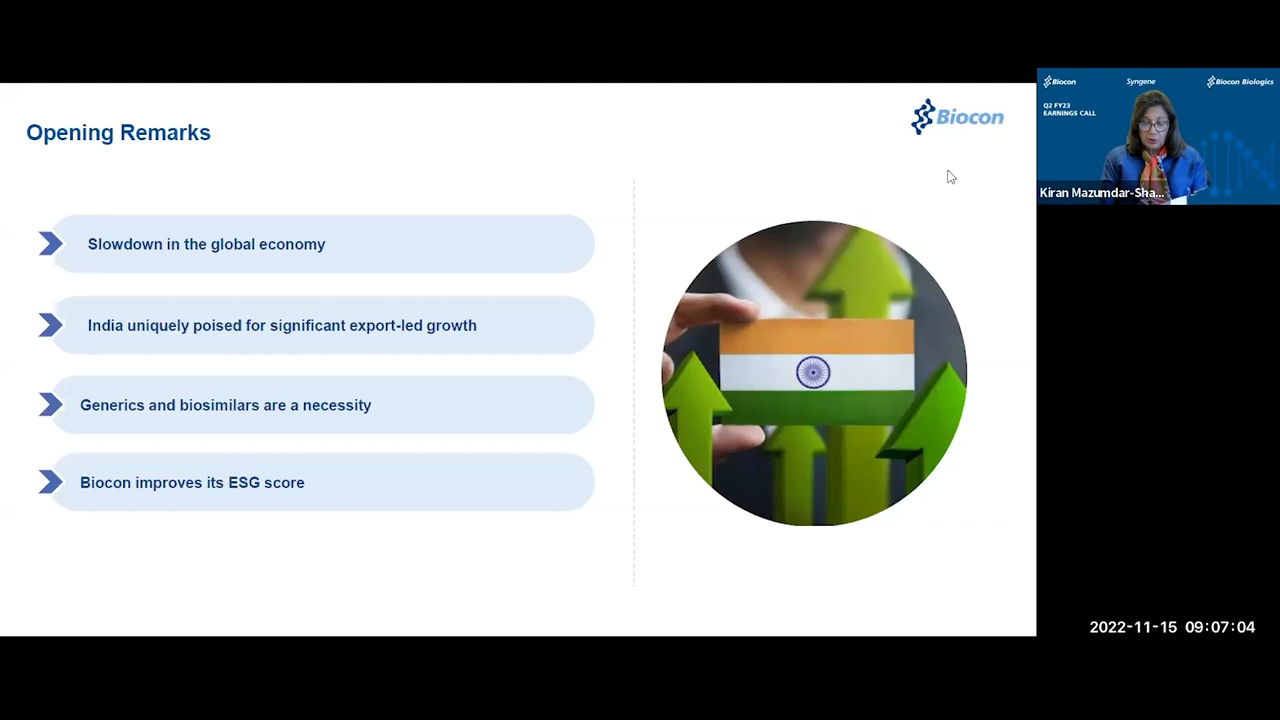 Opening Remarks
Biocon
Slowdown in the global economy
India uniquely poised for significant export-led growth
Generics and biosimilars are a necessity
Biocon improves its ESG score
Biocon
Syngene
Biocon Biologics
Q2 FY23
EARNINGS CALL
Kiran Mazumdar-Sha...
2022-11-15 09:07:04